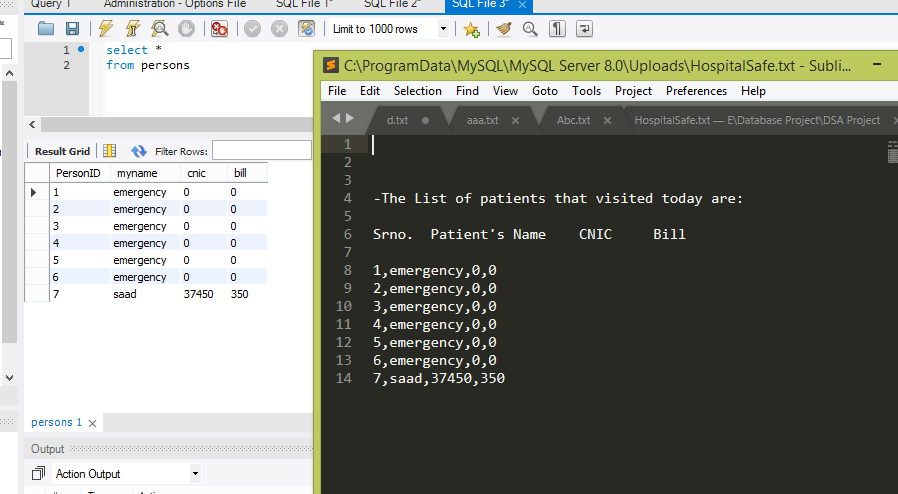 Query 1 Administration - Options File SQL File 1* SQL File 2* SQL File 3* ×
Limit to 1000 rows
1 select *
2 from persons
Result Grid Filter Rows:
PersonID myname cnic bill
1 emergency 0 0
2 emergency 0 0
3 emergency 0 0
4 emergency 0 0
5 emergency 0 0
6 emergency 0 0
7 saad 37450 350
persons 1 ×
Output
Action Output
C:\ProgramData\MySQL\MySQL Server 8.0\Uploads\HospitalSafe.txt - Subli...
File Edit Selection Find View Goto Tools Project Preferences Help
d.txt aaa.txt × Abc.txt × HospitalSafe.txt — E\Database Project\DSA Project
1
2
3
4 -The List of patients that visited today are:
5
6 Srno. Patient's Name CNIC Bill
7
8 1,emergency,0,0
9 2,emergency,0,0
10 3,emergency,0,0
11 4,emergency,0,0
12 5,emergency,0,0
13 6,emergency,0,0
14 7,saad,37450,350